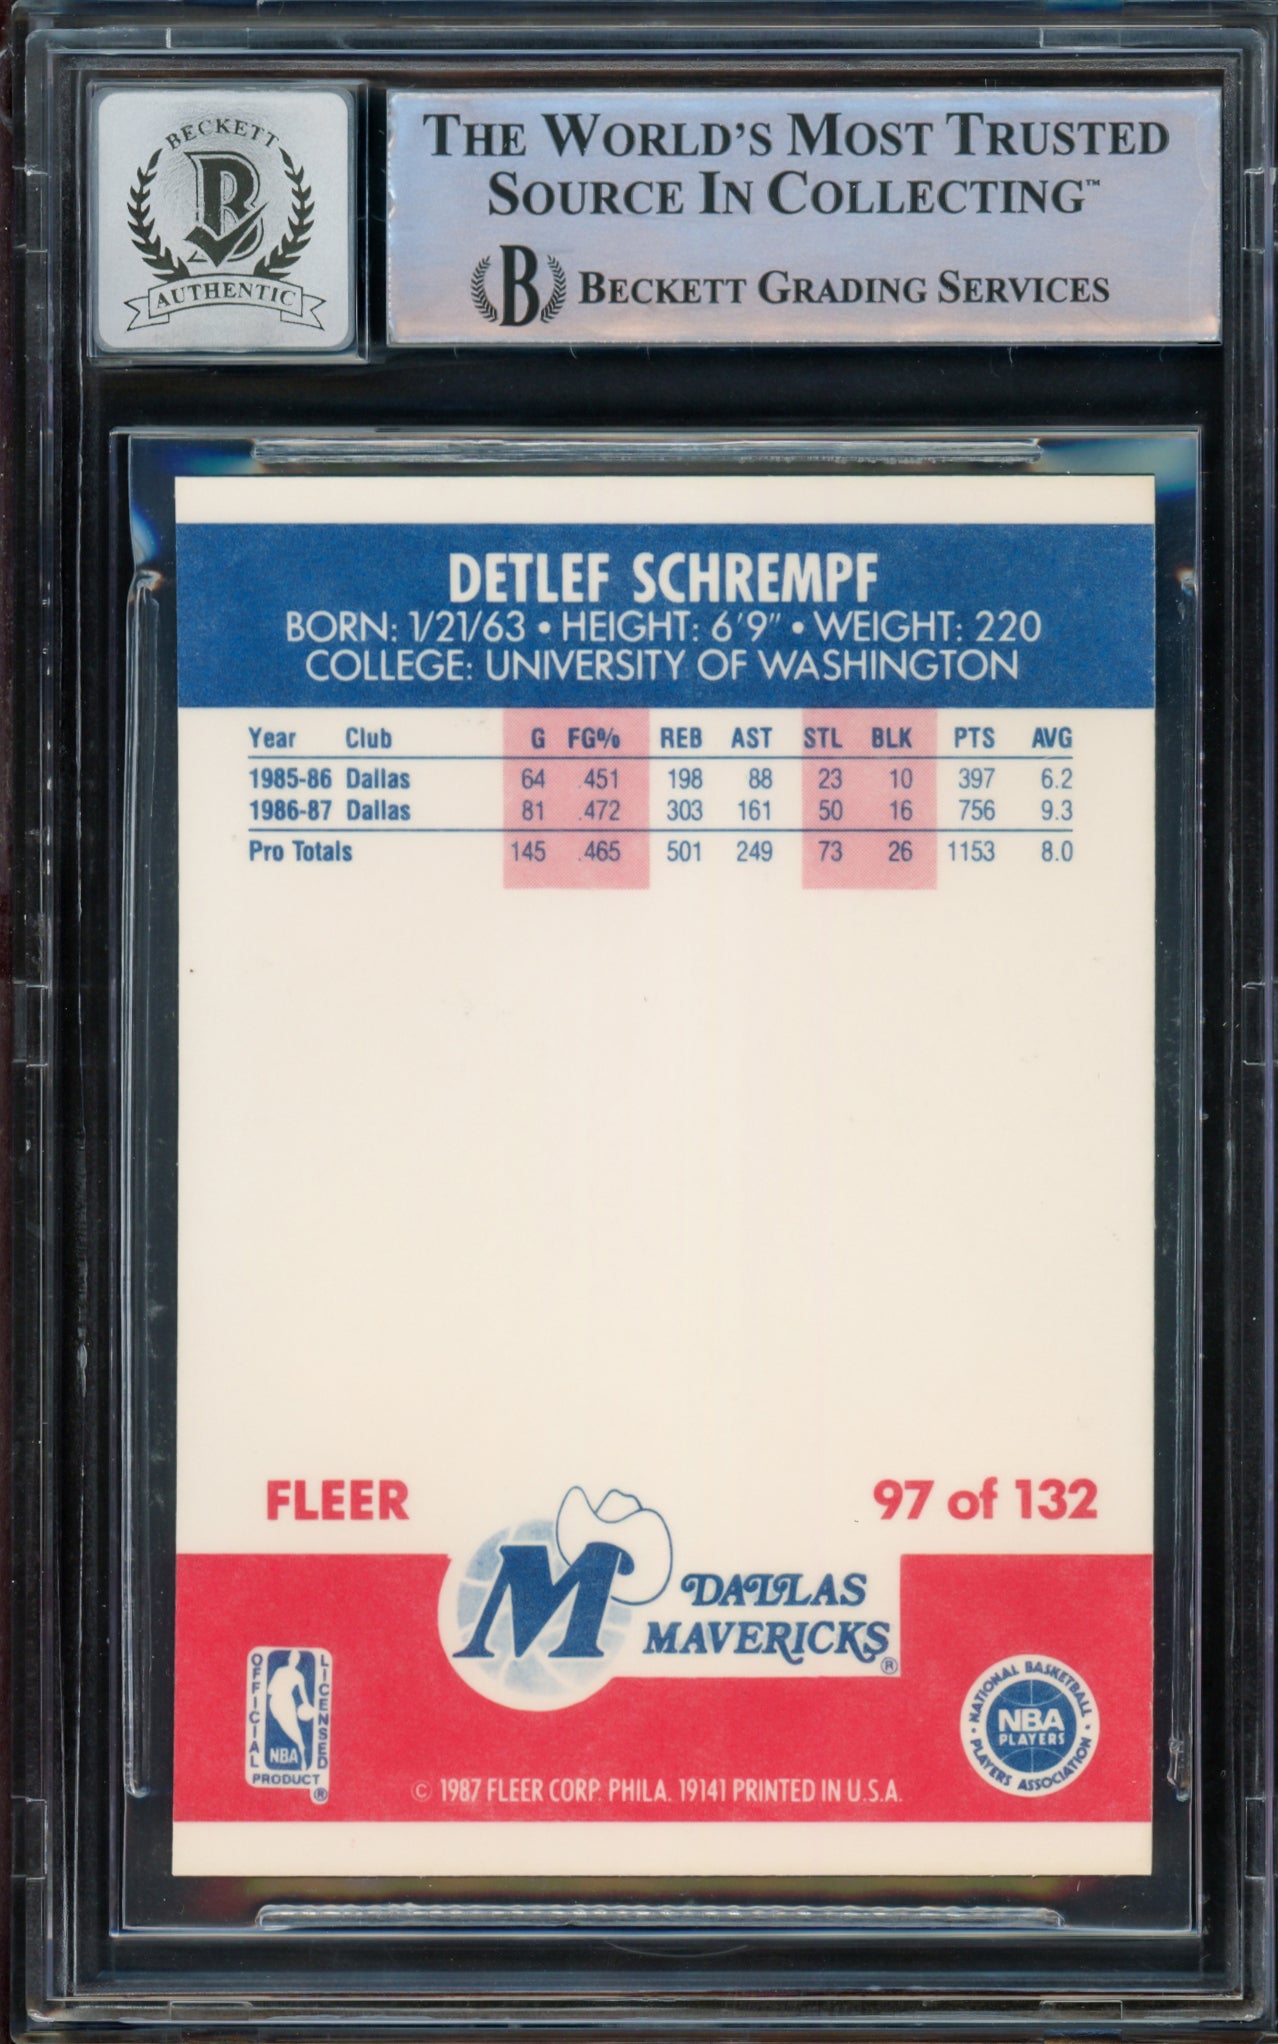 BECKETT
B
AUTHENTIC
THE WORLD'S MOST TRUSTED
SOURCE IN COLLECTING™
B BECKETT GRADING SERVICES
DETLEF SCHREMPF
BORN: 1/21/63 • HEIGHT: 6'9" • WEIGHT: 220
COLLEGE: UNIVERSITY OF WASHINGTON
Year Club G FG% REB AST STL BLK PTS AVG
1985-86 Dallas 64 .451 198 88 23 10 397 6.2
1986-87 Dallas 81 .472 303 161 50 16 756 9.3
Pro Totals 145 .465 501 249 73 26 1153 8.0
FLEER 97 of 132
M DALLAS
MAVERICKS®
OFFICIAL LICENSED
NBA
PRODUCT ®
NATIONAL BASKETBALL
NBA
PLAYERS
• PLAYERS ASSOCIATION •
© 1987 FLEER CORP. PHILA. 19141 PRINTED IN U.S.A.